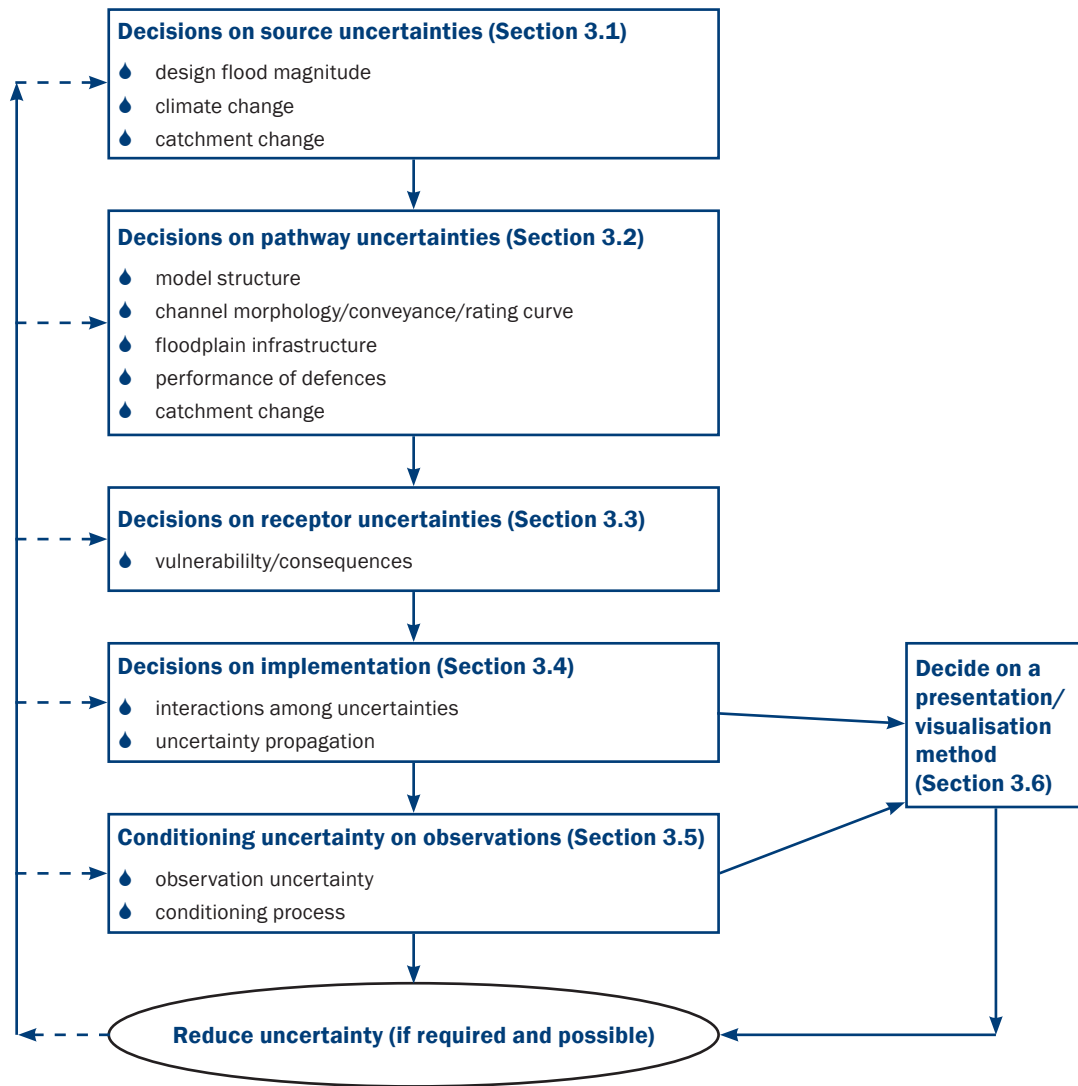 Decisions on source uncertainties (Section 3.1)
design flood magnitude
climate change
catchment change
Decisions on pathway uncertainties (Section 3.2)
model structure
channel morphology/conveyance/rating curve
floodplain infrastructure
performance of defences
catchment change
Decisions on receptor uncertainties (Section 3.3)
vulnerabililty/consequences
Decisions on implementation (Section 3.4)
interactions among uncertainties
uncertainty propagation
Decide on a
presentation/
visualisation
method
(Section 3.6)
Conditioning uncertainty on observations (Section 3.5)
observation uncertainty
conditioning process
Reduce uncertainty (if required and possible)